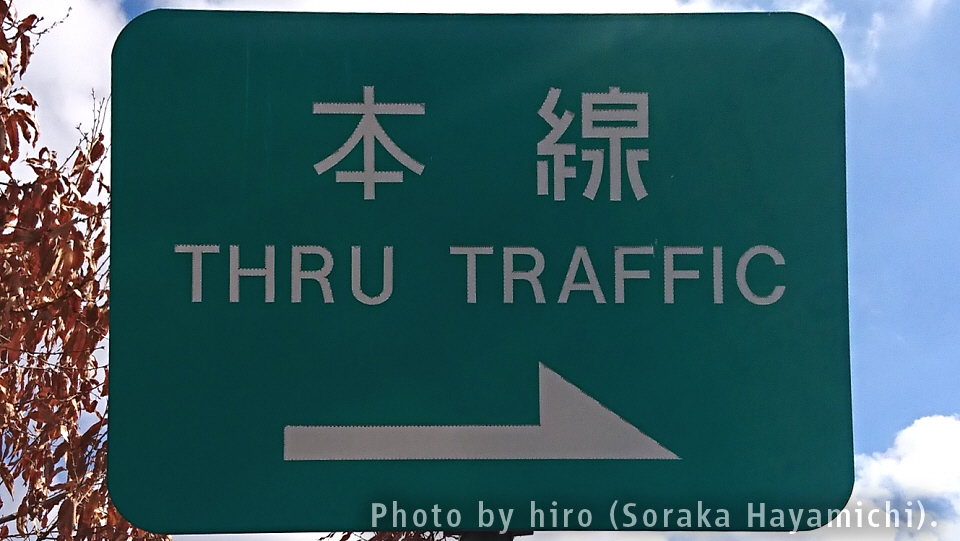 本線
THRU TRAFFIC
Photo by hiro (Soraka Hayamichi).